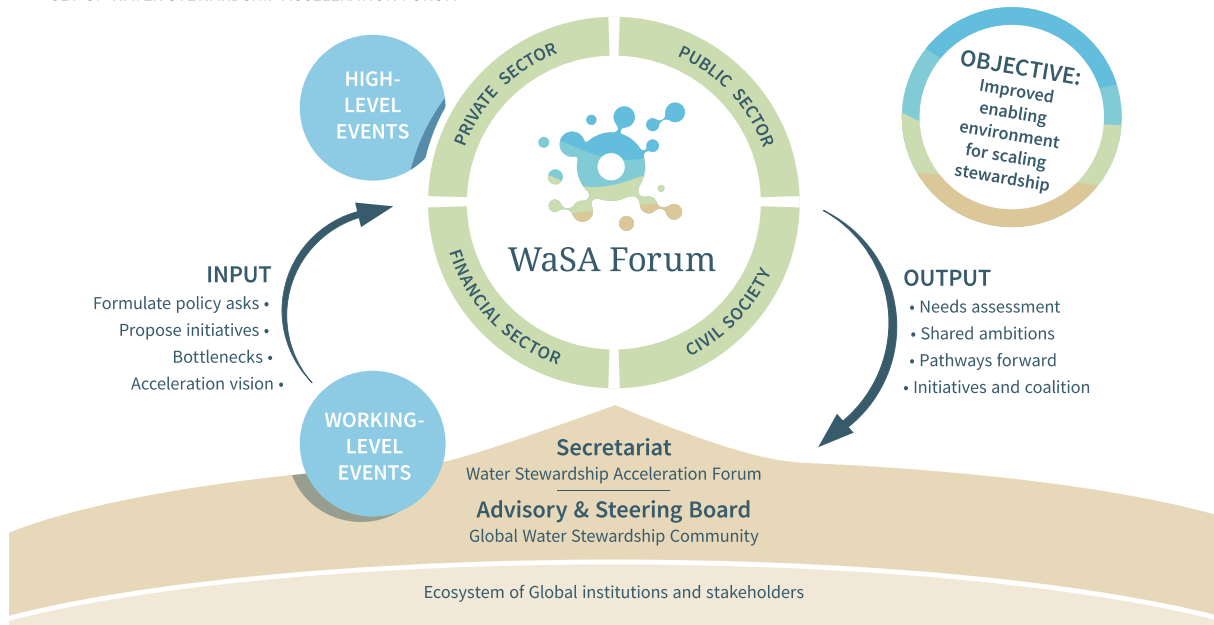 HIGH-
LEVEL
EVENTS
PRIVATE SECTOR
PUBLIC SECTOR
FINANCIAL SECTOR
CIVIL SOCIETY
WaSA Forum
OBJECTIVE:
Improved
enabling
environment
for scaling
stewardship
INPUT
Formulate policy asks •
Propose initiatives •
Bottlenecks •
Acceleration vision •
OUTPUT
• Needs assessment
• Shared ambitions
• Pathways forward
• Initiatives and coalition
WORKING-
LEVEL
EVENTS
Secretariat
Water Stewardship Acceleration Forum
Advisory & Steering Board
Global Water Stewardship Community
Ecosystem of Global institutions and stakeholders